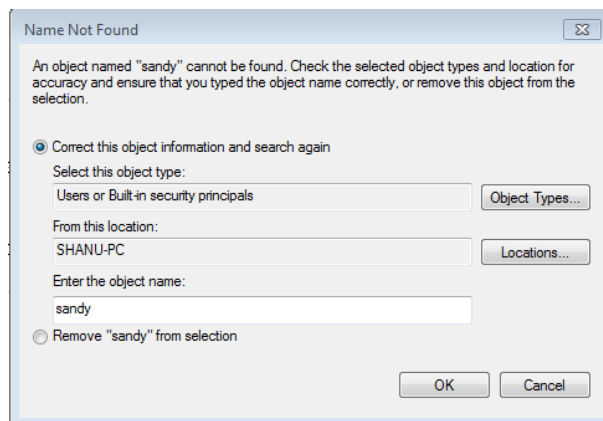 Name Not Found
An object named "sandy" cannot be found. Check the selected object types and location for
accuracy and ensure that you typed the object name correctly, or remove this object from the
selection.
Correct this object information and search again
Select this object type:
Users or Built-in security principals
Object Types...
From this location:
SHANU-PC
Locations...
Enter the object name:
sandy
Remove "sandy" from selection
OK
Cancel